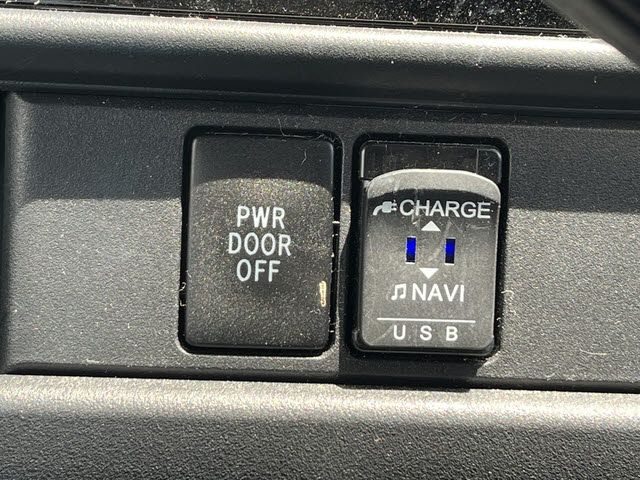 PWR
DOOR
OFF
CHARGE
NAVI
USB